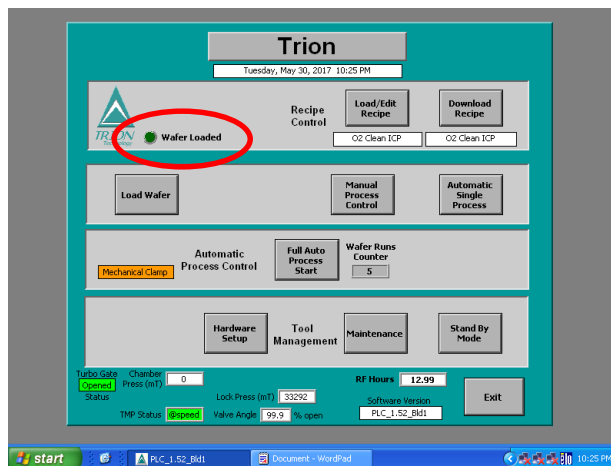 Trion
Tuesday, May 30, 2017 10:25 PM
TRION
Technology
Wafer Loaded
Recipe
Control
Load/Edit
Recipe
Download
Recipe
O2 Clean ICP
O2 Clean ICP
Load Wafer
Manual
Process
Control
Automatic
Single
Process
Mechanical Clamp
Automatic
Process Control
Full Auto
Process
Start
Wafer Runs
Counter
5
Hardware
Setup
Tool
Management
Maintenance
Stand By
Mode
Turbo Gate
Opened
Status
Chamber
Press (mT)
0
Lock Press (mT) 33292
TMP Status @speed
Valve Angle 99.9 % open
RF Hours 12.99
Software Version
PLC_1.52_Bld1
Exit
start
PLC_1.52_Bld1
Document - WordPad
10:25 PM